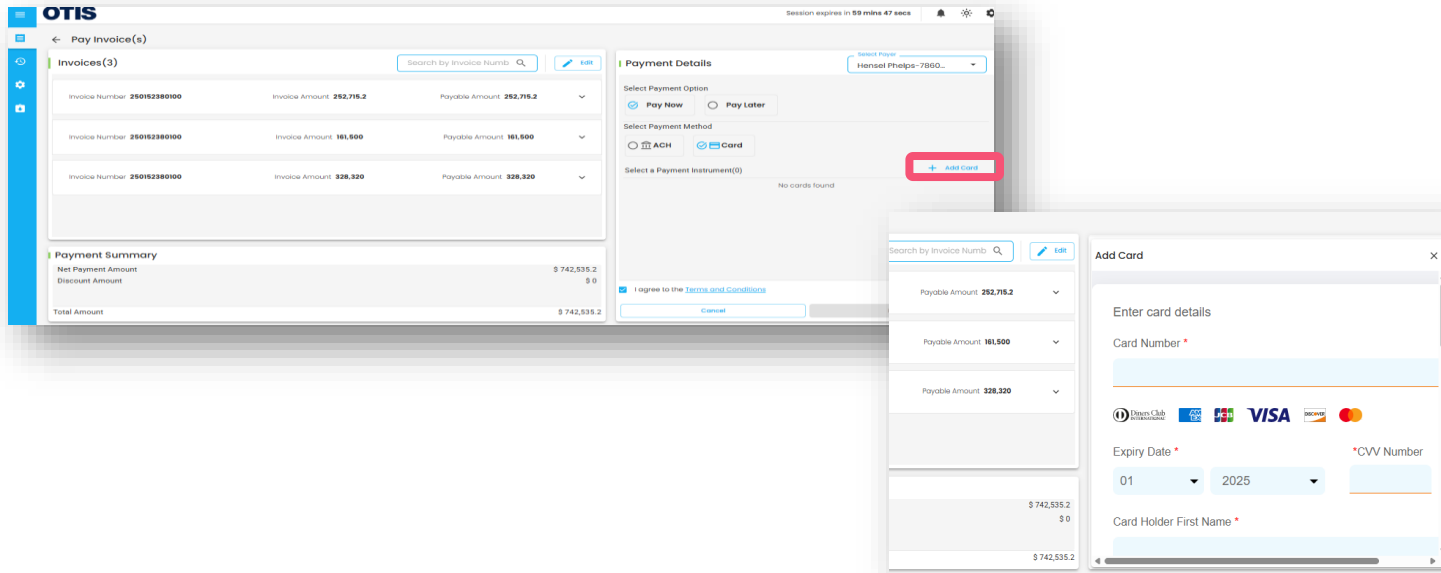 OTIS
Session expires in 59 mins 47 secs
Pay Invoice(s)
Invoices(3)
Search by Invoice Numb
Edit
Invoice Number 250152380100 Invoice Amount 252,715.2 Payable Amount 252,715.2
Invoice Number 250152380100 Invoice Amount 161,500 Payable Amount 161,500
Invoice Number 250152380100 Invoice Amount 328,320 Payable Amount 328,320
Payment Summary
Net Payment Amount $ 742,535.2
Discount Amount $ 0
Total Amount $ 742,535.2
Payment Details
Select Payer
Hensel Phelps-7860...
Select Payment Option
Pay Now Pay Later
Select Payment Method
ACH Card
Select a Payment Instrument(0)
+ Add Card
No cards found
I agree to the Terms and Conditions
Cancel
Search by Invoice Numb
Edit
Payable Amount 252,715.2
Payable Amount 161,500
Payable Amount 328,320
$ 742,535.2
$ 0
$ 742,535.2
Add Card
Enter card details
Card Number *
Diners Club INTERNATIONAL AM EX JCB VISA DISCOVER
Expiry Date * *CVV Number
01 2025
Card Holder First Name *